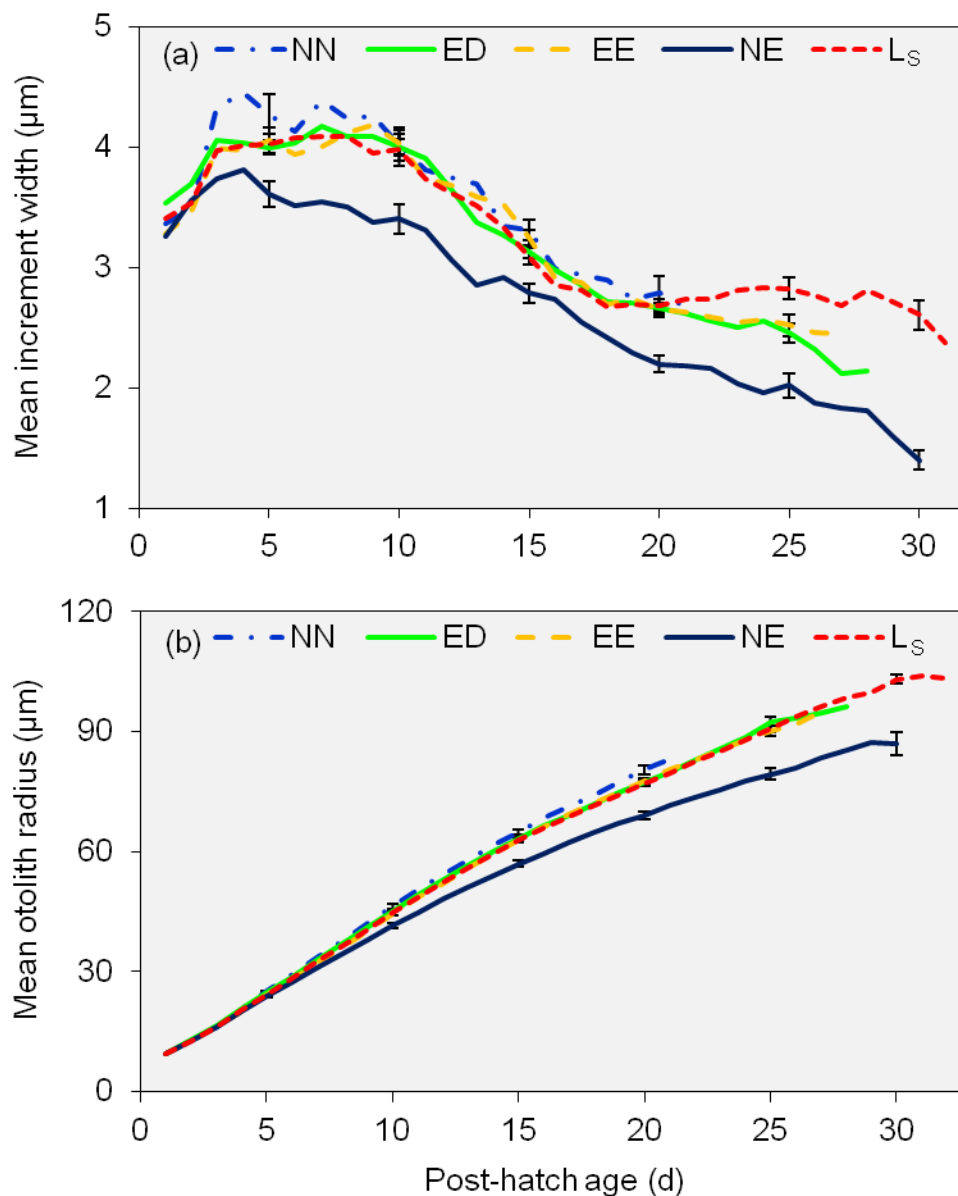 (a) NN ED EE NE LS
Mean increment width (µm)
5
4
3
2
1
0 5 10 15 20 25 30
(b) NN ED EE NE LS
Mean otolith radius (µm)
120
90
60
30
0
0 5 10 15 20 25 30
Post-hatch age (d)